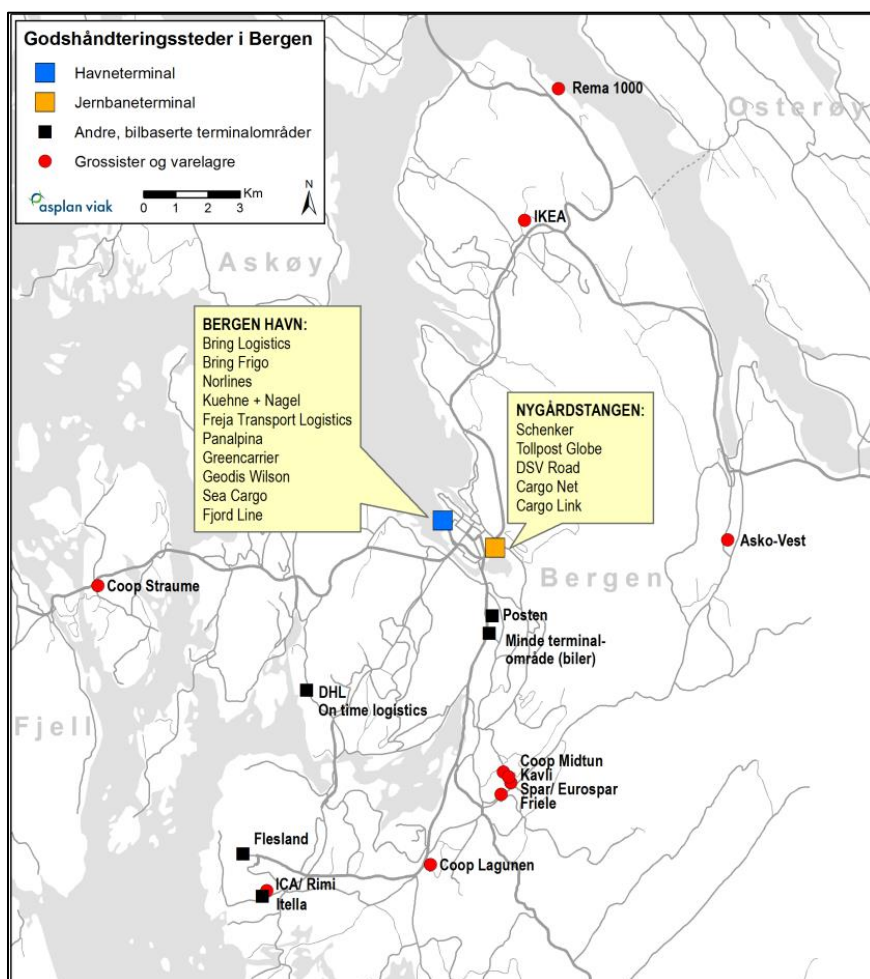 Godshåndteringssteder i Bergen
Havneterminal
Jernbaneterminal
Andre, bilbaserte terminalområder
Grossister og varelagre
asplan viak
Km
0 1 2 3
N
Rema 1000
Osterøy
IKEA
Askøy
BERGEN HAVN:
Bring Logistics
Bring Frigo
Norlines
Kuehne + Nagel
Freja Transport Logistics
Panalpina
Greencarrier
Geodis Wilson
Sea Cargo
Fjord Line
NYGÅRDSTANGEN:
Schenker
Tollpost Globe
DSV Road
Cargo Net
Cargo Link
Asko-Vest
Bergen
Coop Straume
Posten
Minde terminal-
område (biler)
DHL
On time logistics
Fjell
Coop Midtun
Kavli
Spar/ Eurospar
Friele
Flesland
Coop Lagunen
ICA/ Rimi
Itella